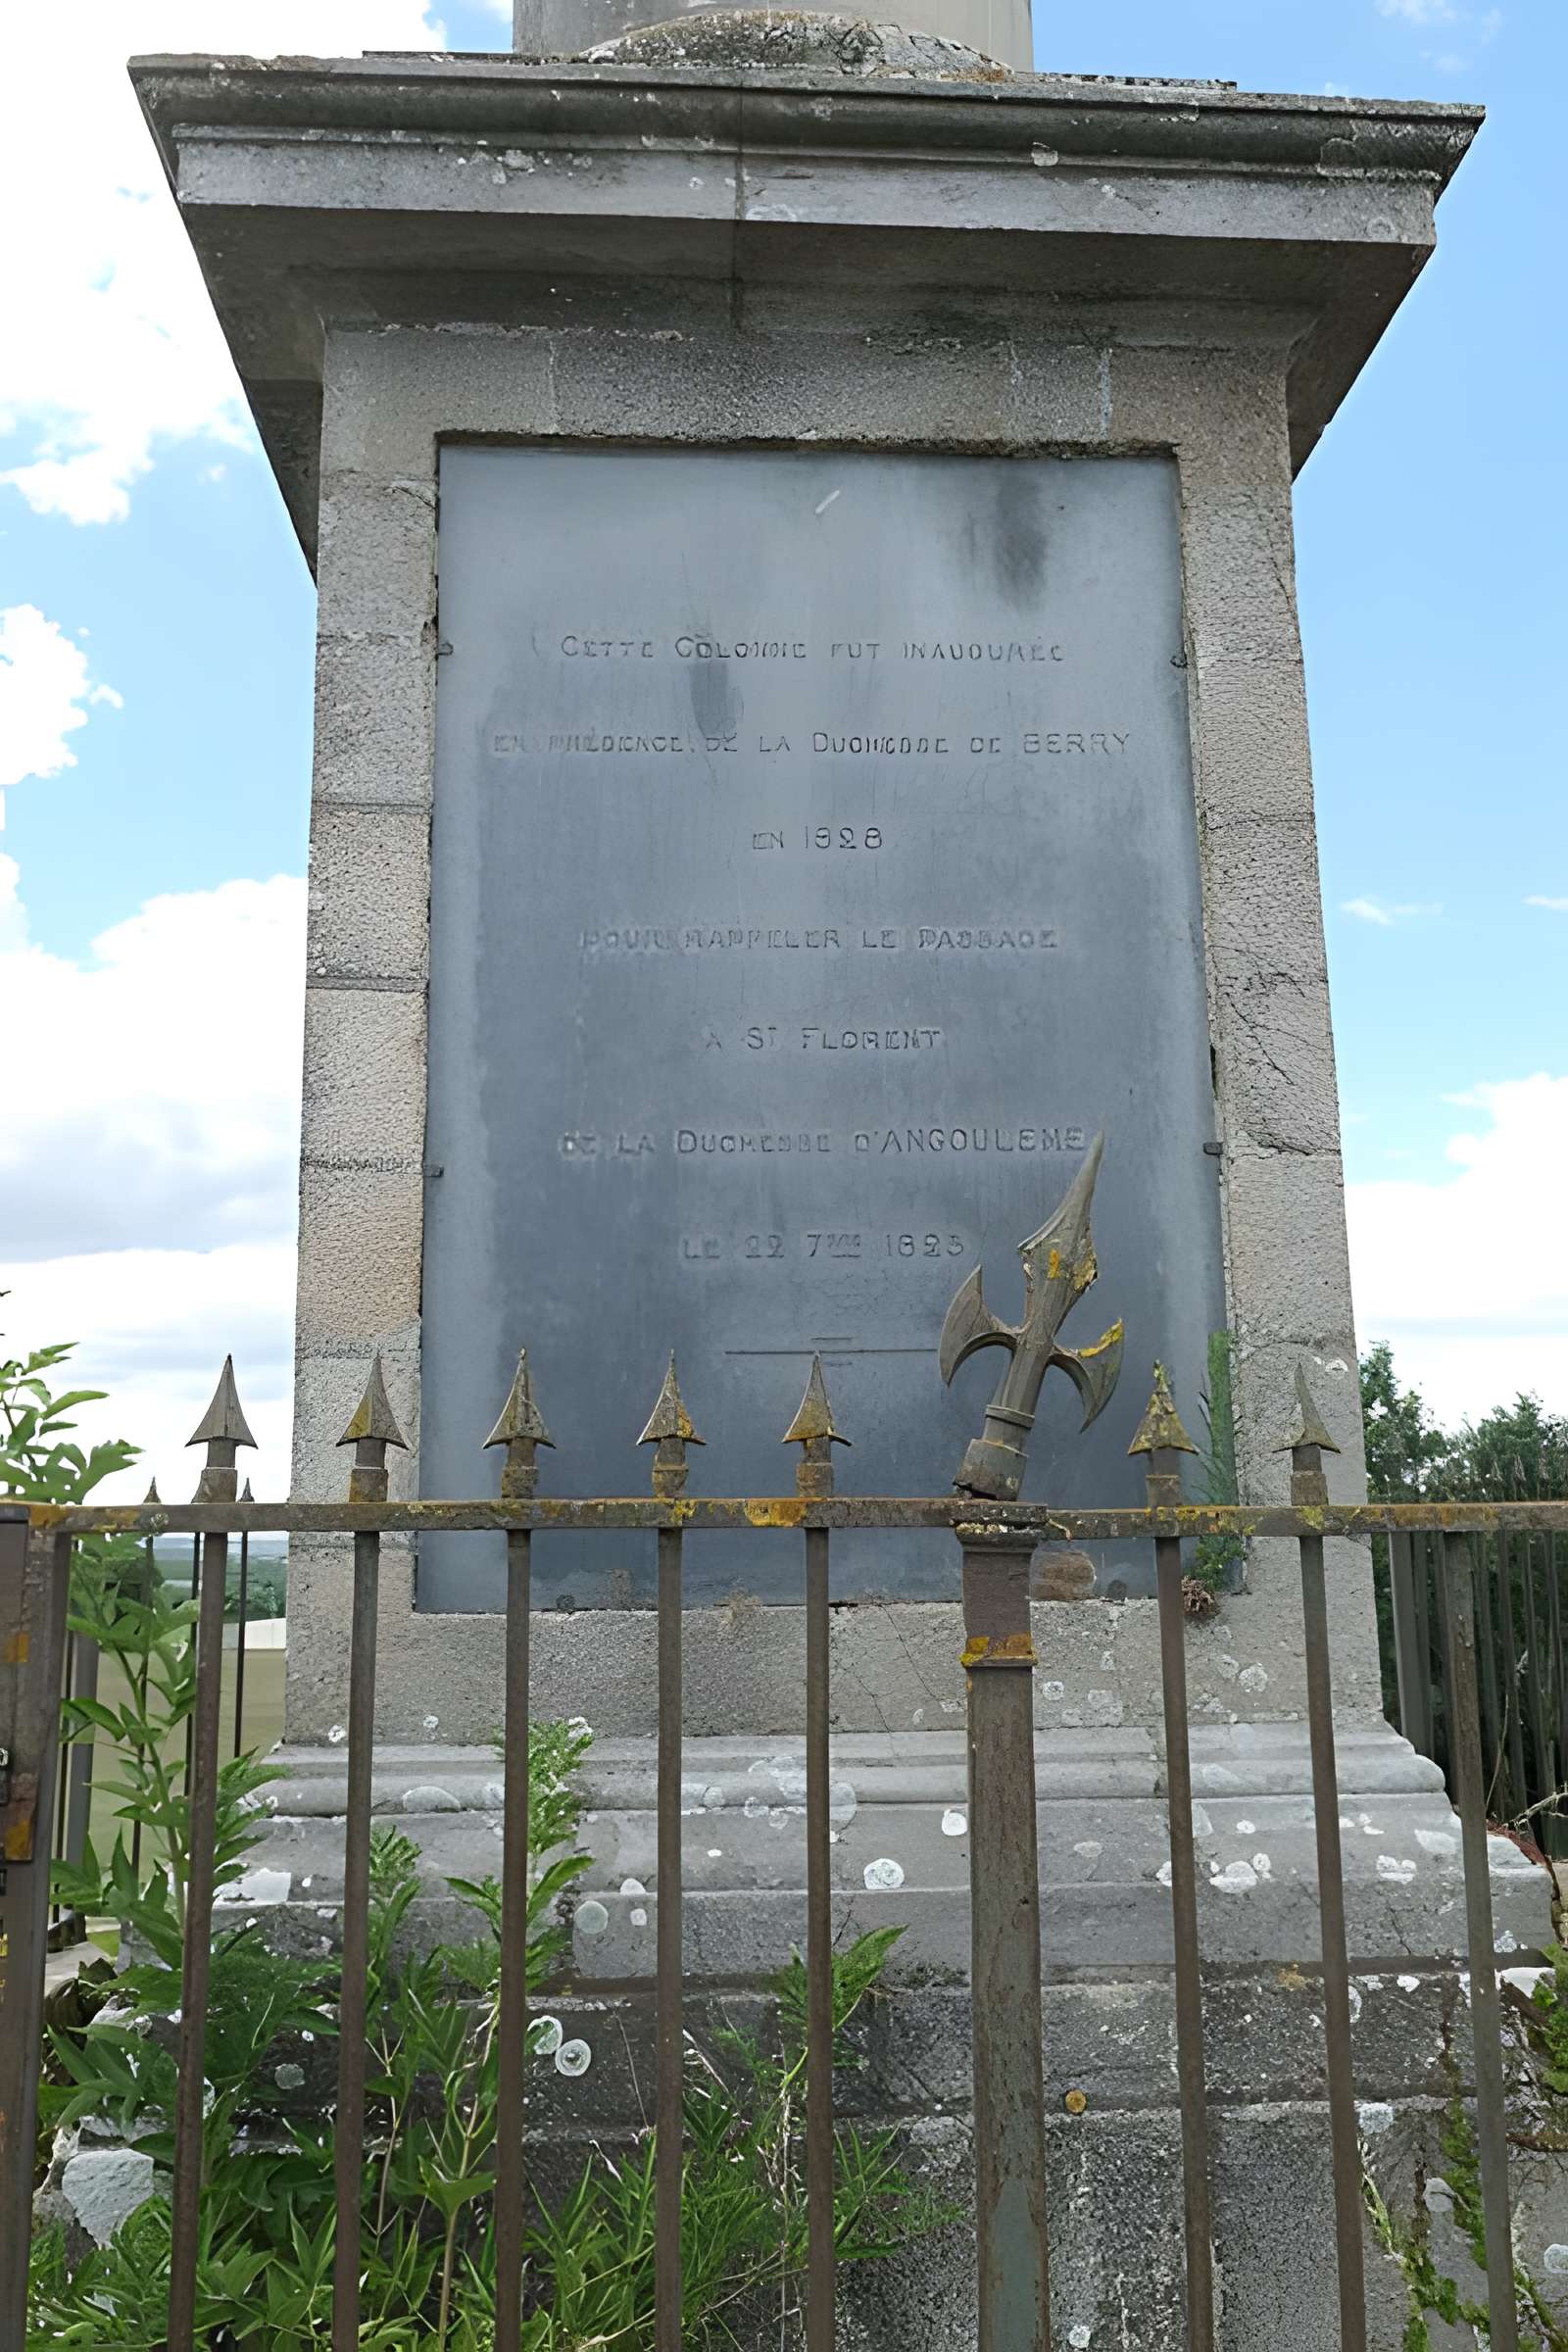 CETTE COLONNE FUT INAUGURÉE
EN PRÉSENCE DE LA DUCHESSE DE BERRY
EN 1828
POUR RAPPELER LE PASSAGE
A ST FLORENT
DE LA DUCHESSE D'ANGOULEME
LE 22 7BRE 1823